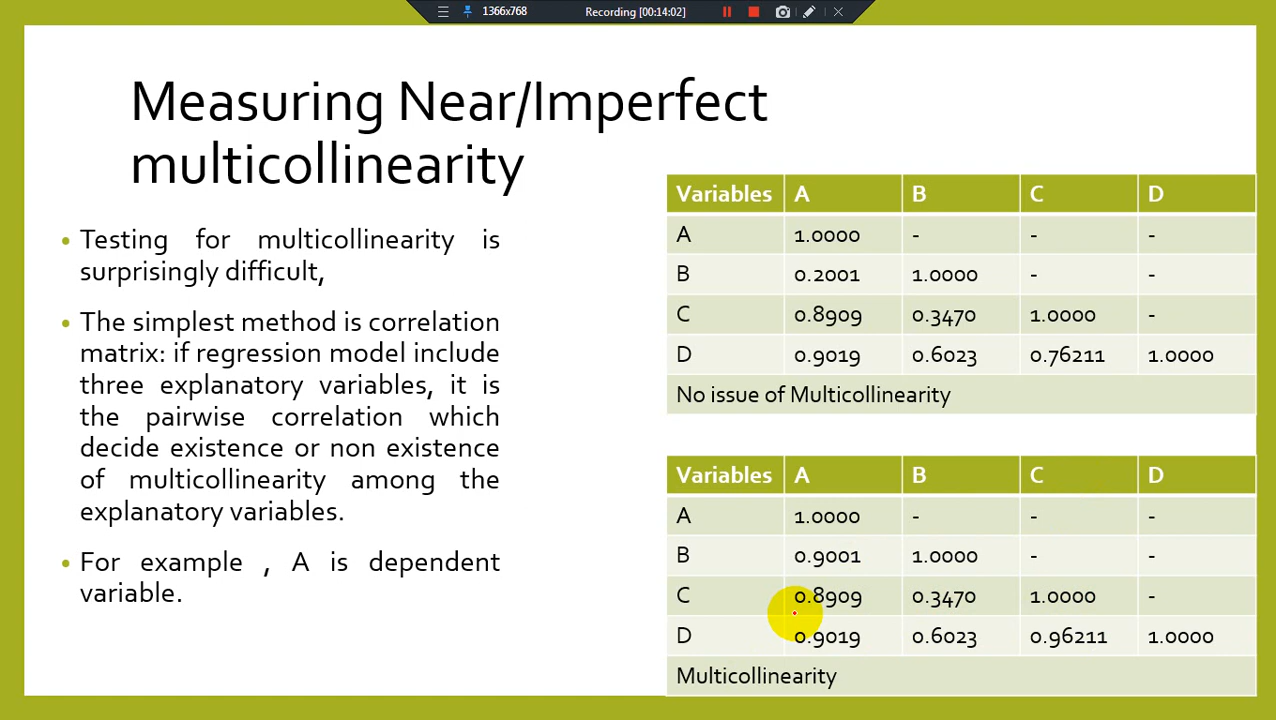 1366x768 Recording [00:14:02]
Measuring Near/Imperfect
multicollinearity
Testing for multicollinearity is
surprisingly difficult,
The simplest method is correlation
matrix: if regression model include
three explanatory variables, it is
the pairwise correlation which
decide existence or non existence
of multicollinearity among the
explanatory variables.
For example , A is dependent
variable.
Variables A B C D
A 1.0000 - - -
B 0.2001 1.0000 - -
C 0.8909 0.3470 1.0000 -
D 0.9019 0.6023 0.76211 1.0000
No issue of Multicollinearity
Variables A B C D
A 1.0000 - - -
B 0.9001 1.0000 - -
C 0.8909 0.3470 1.0000 -
D 0.9019 0.6023 0.96211 1.0000
Multicollinearity